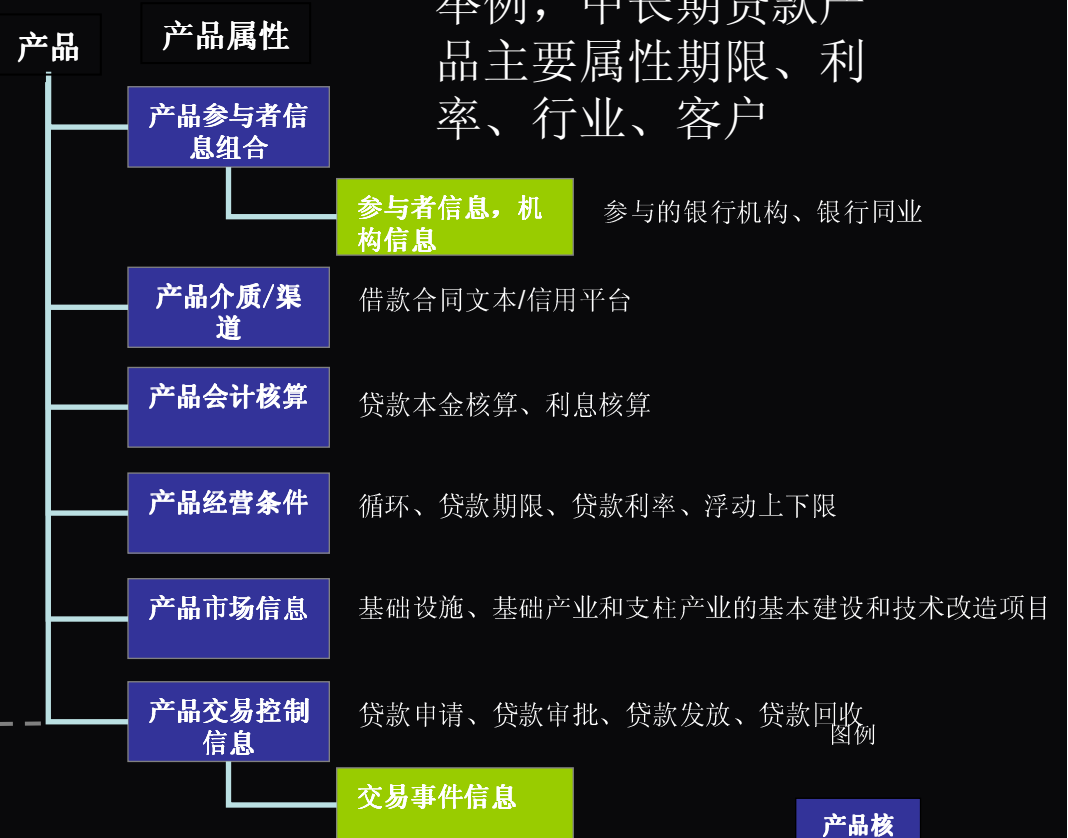 产品
产品属性
举例，中长期贷款产
品主要属性期限、利
率、行业、客户
产品参与者信
息组合
参与者信息，机
构信息
参与的银行机构、银行同业
产品介质/渠
道
借款合同文本/信用平台
产品会计核算
贷款本金核算、利息核算
产品经营条件
循环、贷款期限、贷款利率、浮动上下限
产品市场信息
基础设施、基础产业和支柱产业的基本建设和技术改造项目
产品交易控制
信息
贷款申请、贷款审批、贷款发放、贷款回收
图例
交易事件信息
产品核